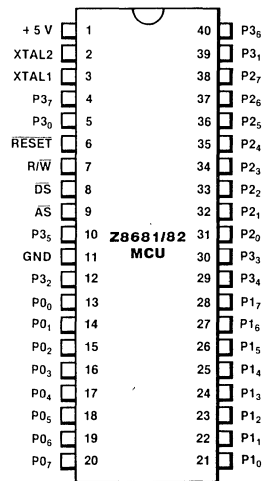 +5 V 1 40 P3₆
XTAL2 2 39 P3₁
XTAL1 3 38 P2₇
P3₇ 4 37 P2₆
P3₀ 5 36 P2₅
R̅E̅S̅E̅T̅ 6 35 P2₄
R/W̅ 7 34 P2₃
D̅S̅ 8 33 P2₂
A̅S̅ 9 32 P2₁
P3₅ 10 31 P2₀
Z8681/82
GND 11 30 P3₃
MCU
P3₂ 12 29 P3₄
P0₀ 13 28 P1₇
P0₁ 14 27 P1₆
P0₂ 15 26 P1₅
P0₃ 16 25 P1₄
P0₄ 17 24 P1₃
P0₅ 18 23 P1₂
P0₆ 19 22 P1₁
P0₇ 20 21 P1₀